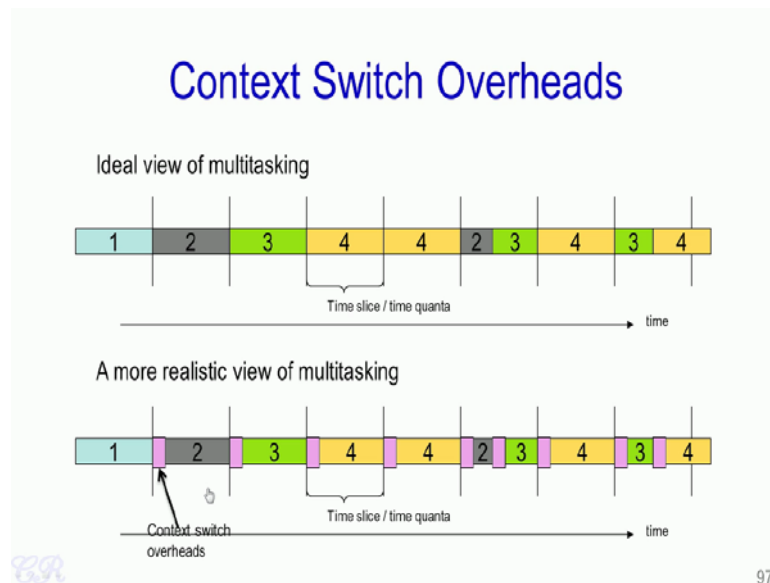 Context Switch Overheads
Ideal view of multitasking
1 2 3 4 4 2 3 4 3 4
Time slice / time quanta
time
A more realistic view of multitasking
1 2 3 4 4 2 3 4 3 4
Time slice / time quanta
time
Context switch
overheads
CR
97